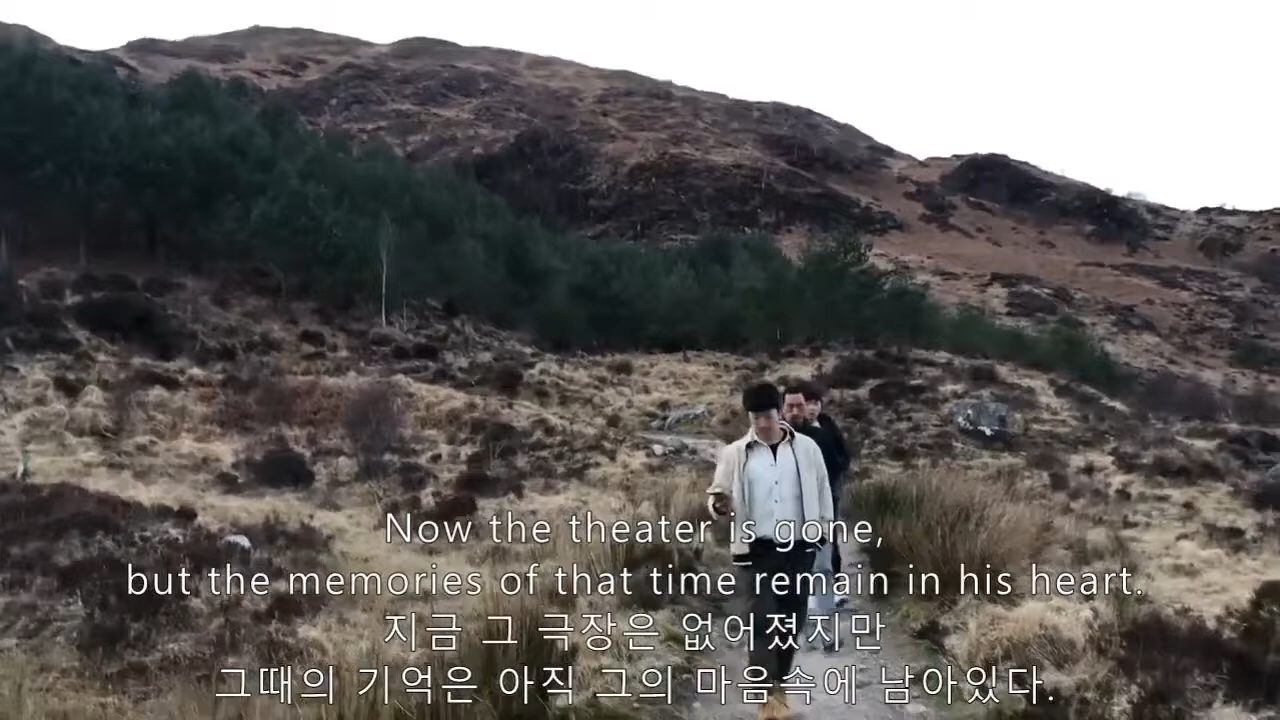 Now the theater is gone,
but the memories of that time remain in his heart.
지금 그 극장은 없어졌지만
그때의 기억은 아직 그의 마음속에 남아있다.